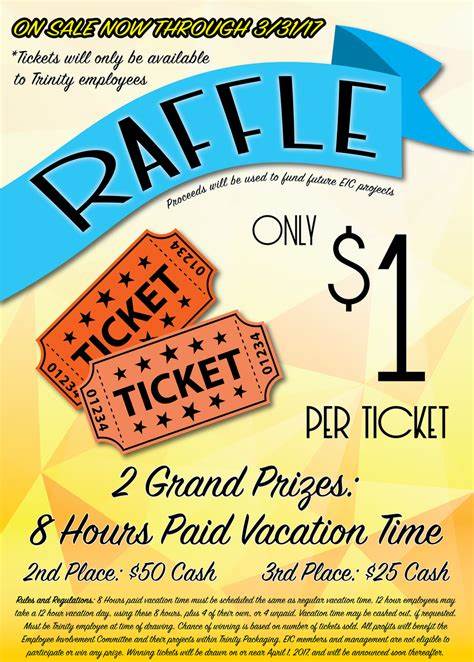 ON SALE NOW THROUGH 3/31/17
*Tickets will only be available
to Trinity employees
RAFFLE
Proceeds will be used to fund future EIC projects
ONLY
$1
PER TICKET
01234 TICKET 01234
01234 TICKET 01234
2 Grand Prizes:
8 Hours Paid Vacation Time
2nd Place: $50 Cash 3rd Place: $25 Cash
Rules and Regulations: 8 Hours paid vacation time must be scheduled the same as regular vacation time. 12 hour employees may
take a 12 hour vacation day, using these 8 hours, plus 4 of their own, or 4 unpaid. Vacation time may be cashed out, if requested.
Must be Trinity employee at time of drawing. Chance of winning is based on number of tickets sold. All profits will benefit the
Employee Involvement Committee and their projects within Trinity Packaging. EIC members and management are not eligible to
participate or win any prize. Winning tickets will be drawn on or near April 1, 2017 and will be announced soon thereafter.